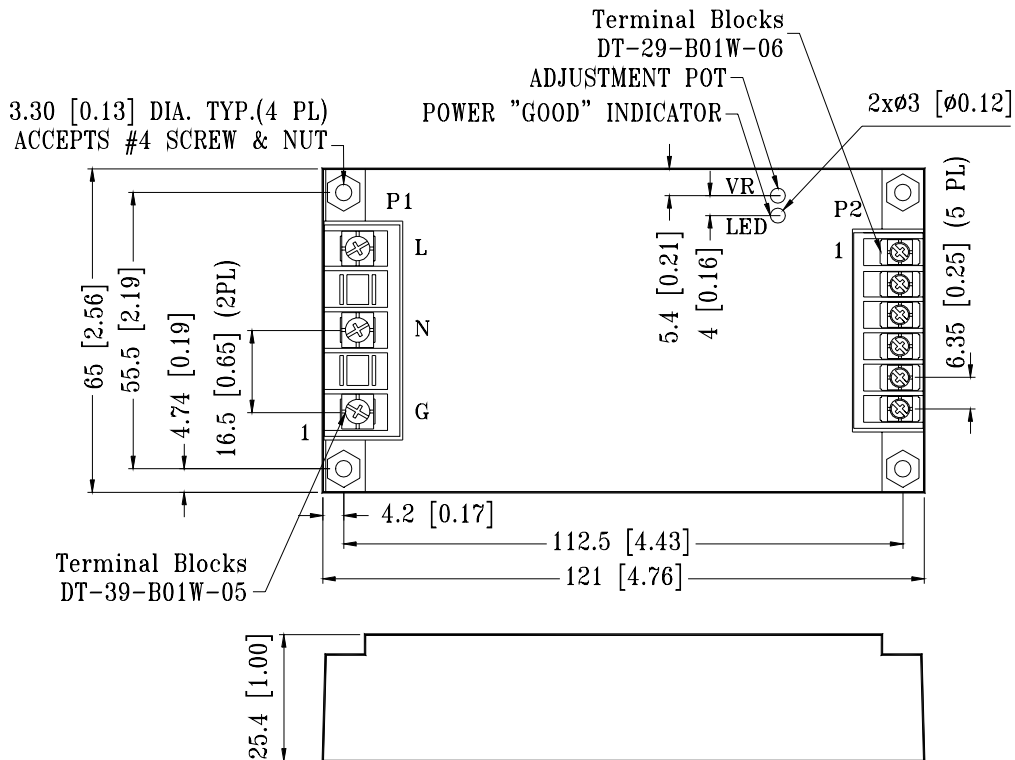 Terminal Blocks
DT-29-B01W-06
ADJUSTMENT POT
POWER "GOOD" INDICATOR
2xø3 [ø0.12]
3.30 [0.13] DIA. TYP.(4 PL)
ACCEPTS #4 SCREW & NUT
P1
L
N
G
1
VR
LED
P2
1
65 [2.56]
55.5 [2.19]
4.74 [0.19]
16.5 [0.65] (2PL)
5.4 [0.21]
4 [0.16]
6.35 [0.25] (5 PL)
4.2 [0.17]
112.5 [4.43]
121 [4.76]
Terminal Blocks
DT-39-B01W-05
25.4 [1.00]